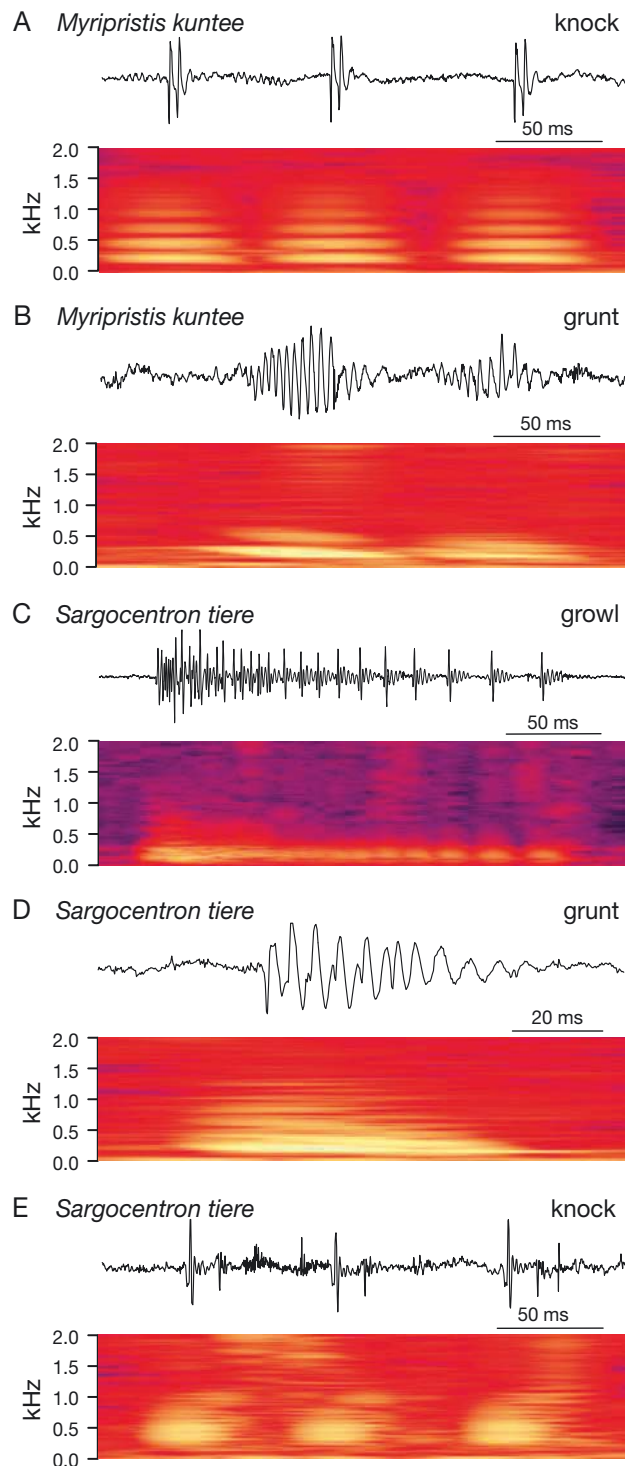 A Myripristis kuntee knock
50 ms
2.0
1.5
1.0
0.5
0.0
kHz
B Myripristis kuntee grunt
50 ms
2.0
1.5
1.0
0.5
0.0
kHz
C Sargocentron tiere growl
50 ms
2.0
1.5
1.0
0.5
0.0
kHz
D Sargocentron tiere grunt
20 ms
2.0
1.5
1.0
0.5
0.0
kHz
E Sargocentron tiere knock
50 ms
2.0
1.5
1.0
0.5
0.0
kHz